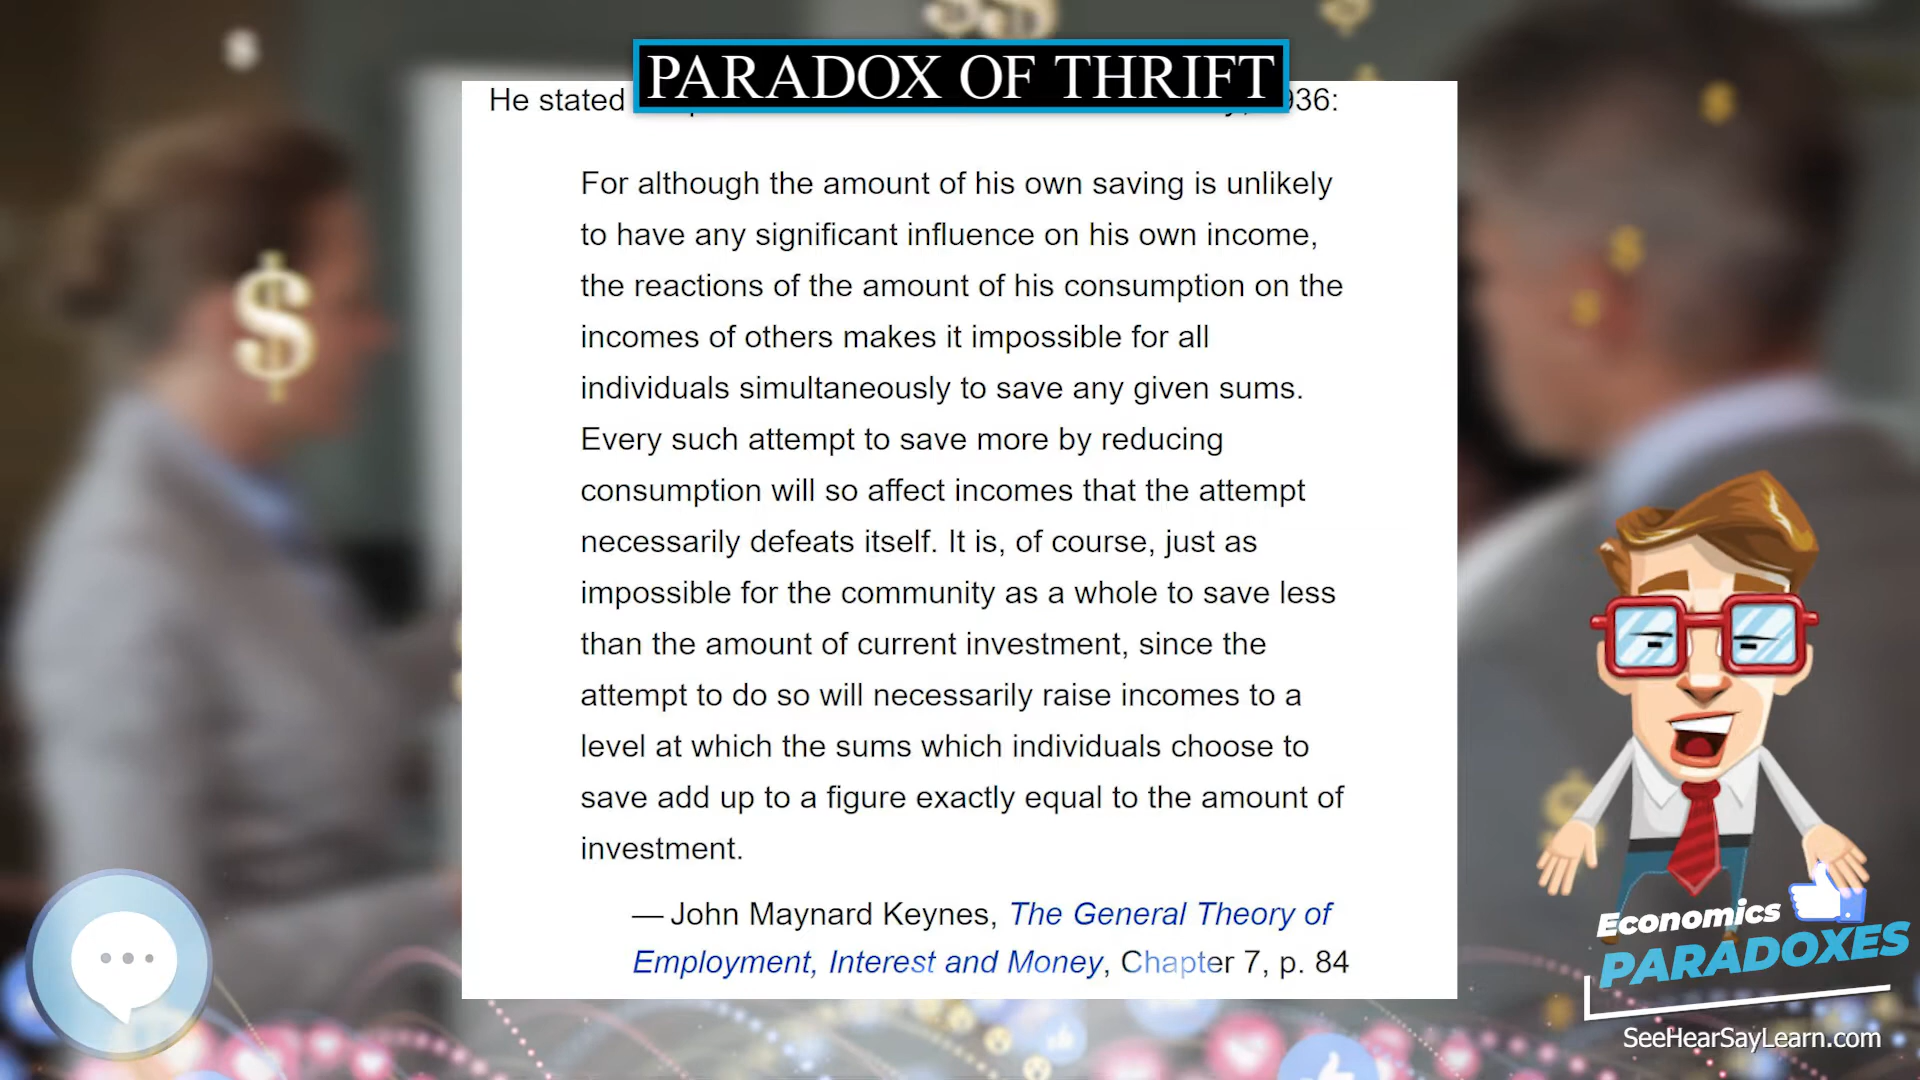 PARADOX OF THRIFT
He stated 36:
For although the amount of his own saving is unlikely
to have any significant influence on his own income,
the reactions of the amount of his consumption on the
incomes of others makes it impossible for all
individuals simultaneously to save any given sums.
Every such attempt to save more by reducing
consumption will so affect incomes that the attempt
necessarily defeats itself. It is, of course, just as
impossible for the community as a whole to save less
than the amount of current investment, since the
attempt to do so will necessarily raise incomes to a
level at which the sums which individuals choose to
save add up to a figure exactly equal to the amount of
investment.
— John Maynard Keynes, The General Theory of
Employment, Interest and Money, Chapter 7, p. 84
Economics
PARADOXES
SeeHearSayLearn.com